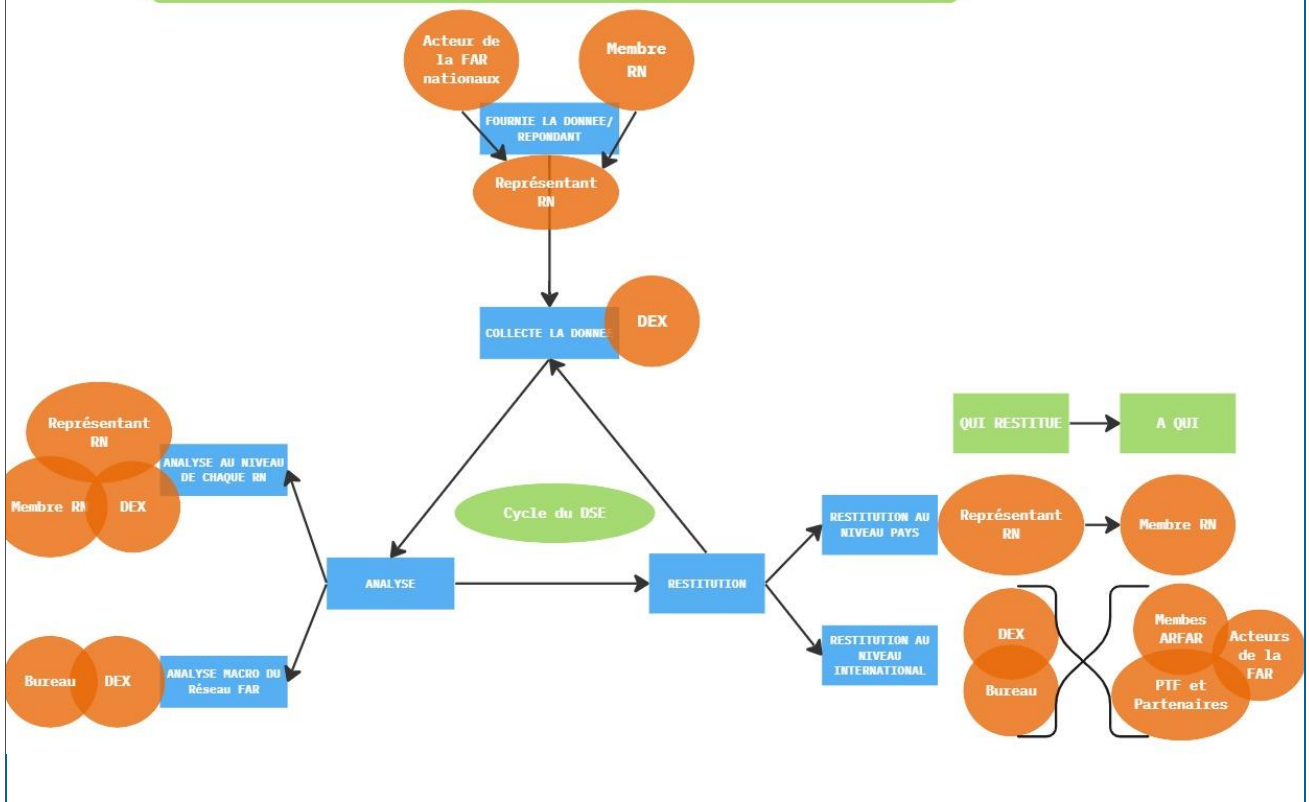 Acteur de
la FAR
nationaux
Membre
RN
FOURNIE LA DONNEE/
REPONDANT
Représentant
RN
COLLECTE LA DONNEE
DEX
Représentant
RN
Membre RN
DEX
ANALYSE AU NIVEAU
DE CHAQUE RN
Cycle du DSE
ANALYSE
RESTITUTION
Bureau
DEX
ANALYSE MACRO DU
Réseau FAR
QUI RESTITUE
A QUI
RESTITUTION AU
NIVEAU PAYS
Représentant
RN
Membre RN
RESTITUTION AU
NIVEAU
INTERNATIONAL
DEX
Bureau
Membes
ARFAR
Acteurs
de la
FAR
PTF et
Partenaires